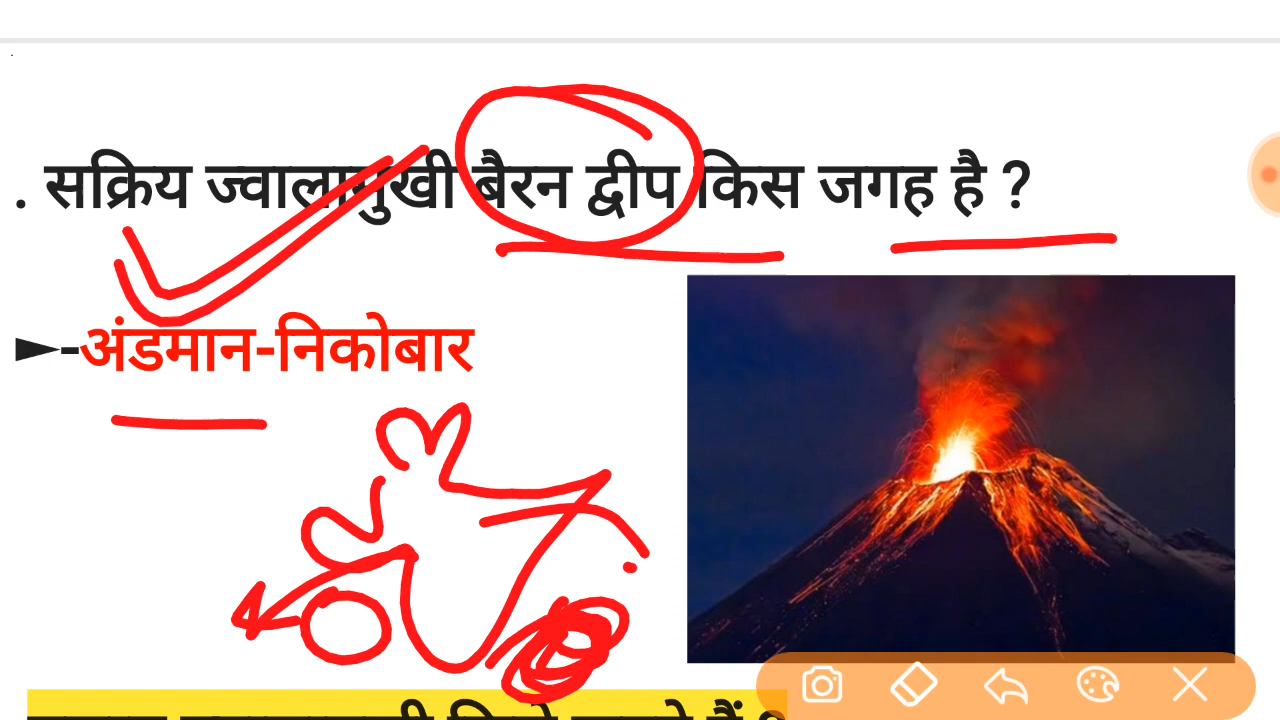 . सक्रिय ज्वालामुखी बैरन द्वीप किस जगह है ?
►-अंडमान-निकोबार